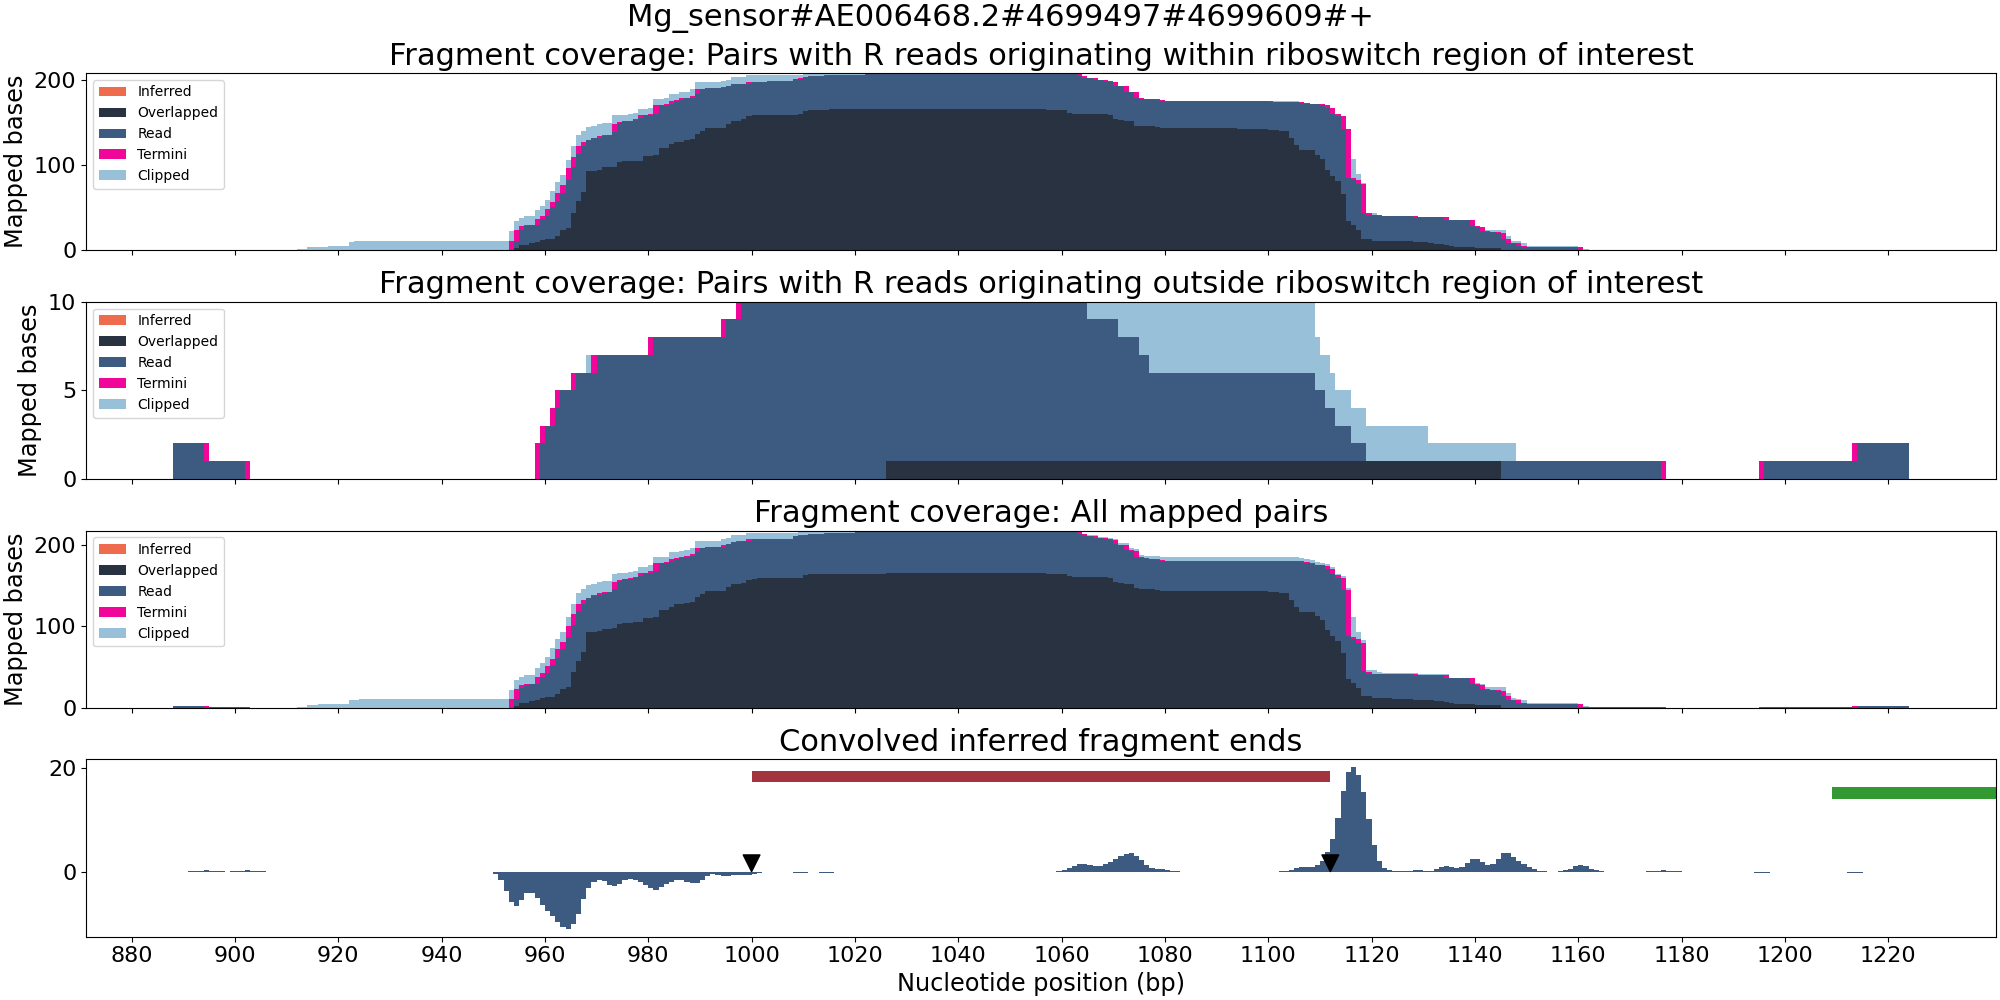 Mg_sensor#AE006468.2#4699497#4699609#+
Fragment coverage: Pairs with R reads originating within riboswitch region of interest
Mapped bases
200
100
0
Inferred
Overlapped
Read
Termini
Clipped
Fragment coverage: Pairs with R reads originating outside riboswitch region of interest
Mapped bases
10
5
0
Inferred
Overlapped
Read
Termini
Clipped
Fragment coverage: All mapped pairs
Mapped bases
200
100
0
Inferred
Overlapped
Read
Termini
Clipped
Convolved inferred fragment ends
20
0
880 900 920 940 960 980 1000 1020 1040 1060 1080 1100 1120 1140 1160 1180 1200 1220
Nucleotide position (bp)